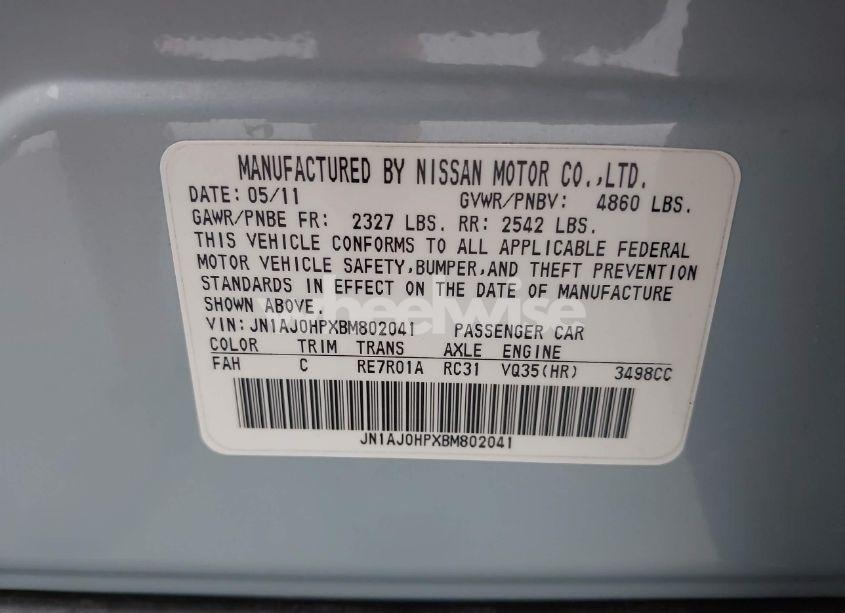 MANUFACTURED BY NISSAN MOTOR CO.,LTD.
DATE: 05/11 GVWR/PNBV: 4860 LBS.
GAWR/PNBE FR: 2327 LBS. RR: 2542 LBS.
THIS VEHICLE CONFORMS TO ALL APPLICABLE FEDERAL
MOTOR VEHICLE SAFETY,BUMPER,AND THEFT PREVENTION
STANDARDS IN EFFECT ON THE DATE OF MANUFACTURE
SHOWN ABOVE.
wheelwise
VIN: JN1AJ0HPXBM802041 PASSENGER CAR
COLOR TRIM TRANS AXLE ENGINE
FAH C RE7R01A RC31 VQ35(HR) 3498CC
JN1AJ0HPXBM802041